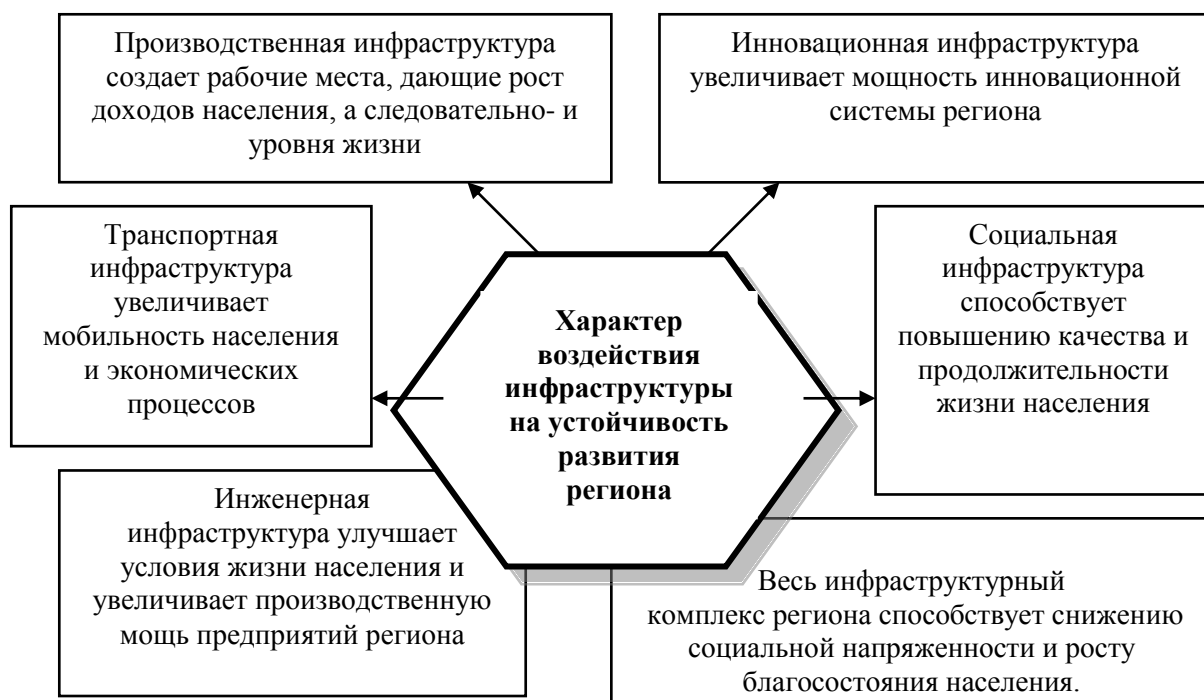 Производственная инфраструктура
создает рабочие места, дающие рост
доходов населения, а следовательно- и
уровня жизни
Инновационная инфраструктура
увеличивает мощность инновационной
системы региона
Транспортная
инфраструктура
увеличивает
мобильность населения
и экономических
процессов
Характер
воздействия
инфраструктуры
на устойчивость
развития
региона
Социальная
инфраструктура
способствует
повышению качества и
продолжительности
жизни населения
Инженерная
инфраструктура улучшает
условия жизни населения и
увеличивает производственную
мощь предприятий региона
Весь инфраструктурный
комплекс региона способствует снижению
социальной напряженности и росту
благосостояния населения.